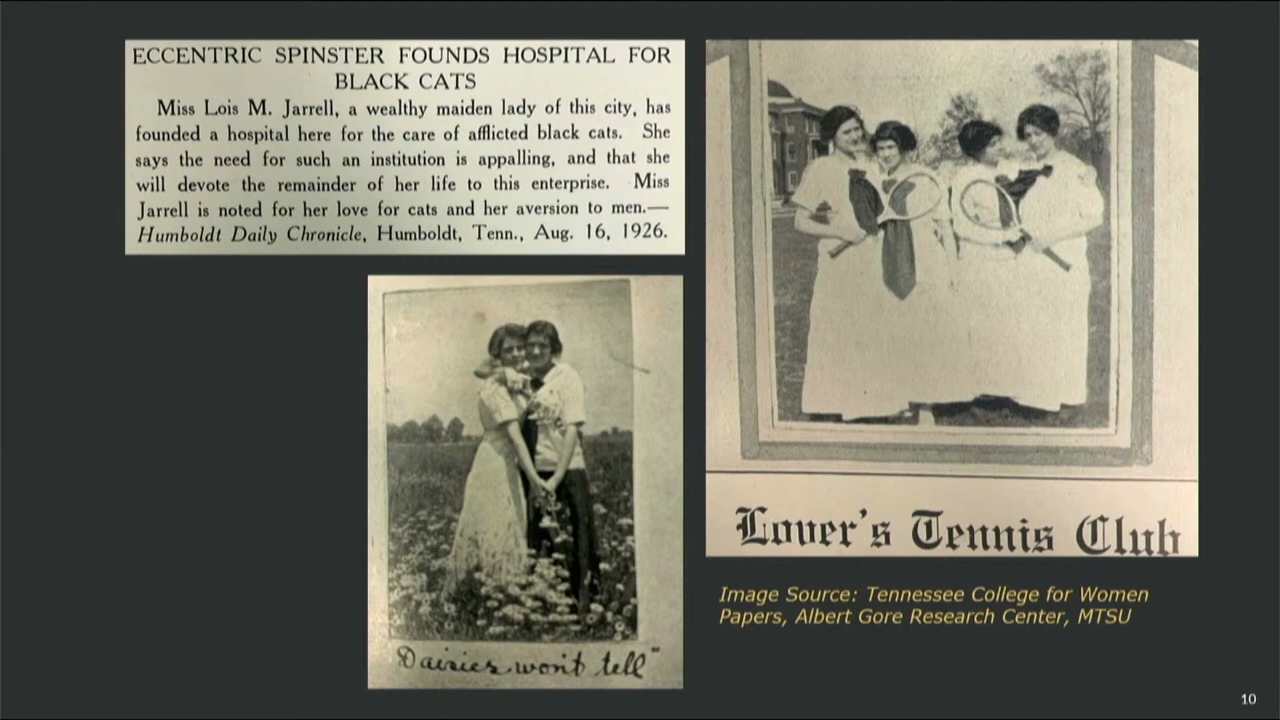 ECCENTRIC SPINSTER FOUNDS HOSPITAL FOR
BLACK CATS
Miss Lois M. Jarrell, a wealthy maiden lady of this city, has
founded a hospital here for the care of afflicted black cats. She
says the need for such an institution is appalling, and that she
will devote the remainder of her life to this enterprise. Miss
Jarrell is noted for her love for cats and her aversion to men.—
Humboldt Daily Chronicle, Humboldt, Tenn., Aug. 16, 1926.
"Daisies won't tell"
Lover's Tennis Club
Image Source: Tennessee College for Women
Papers, Albert Gore Research Center, MTSU
10